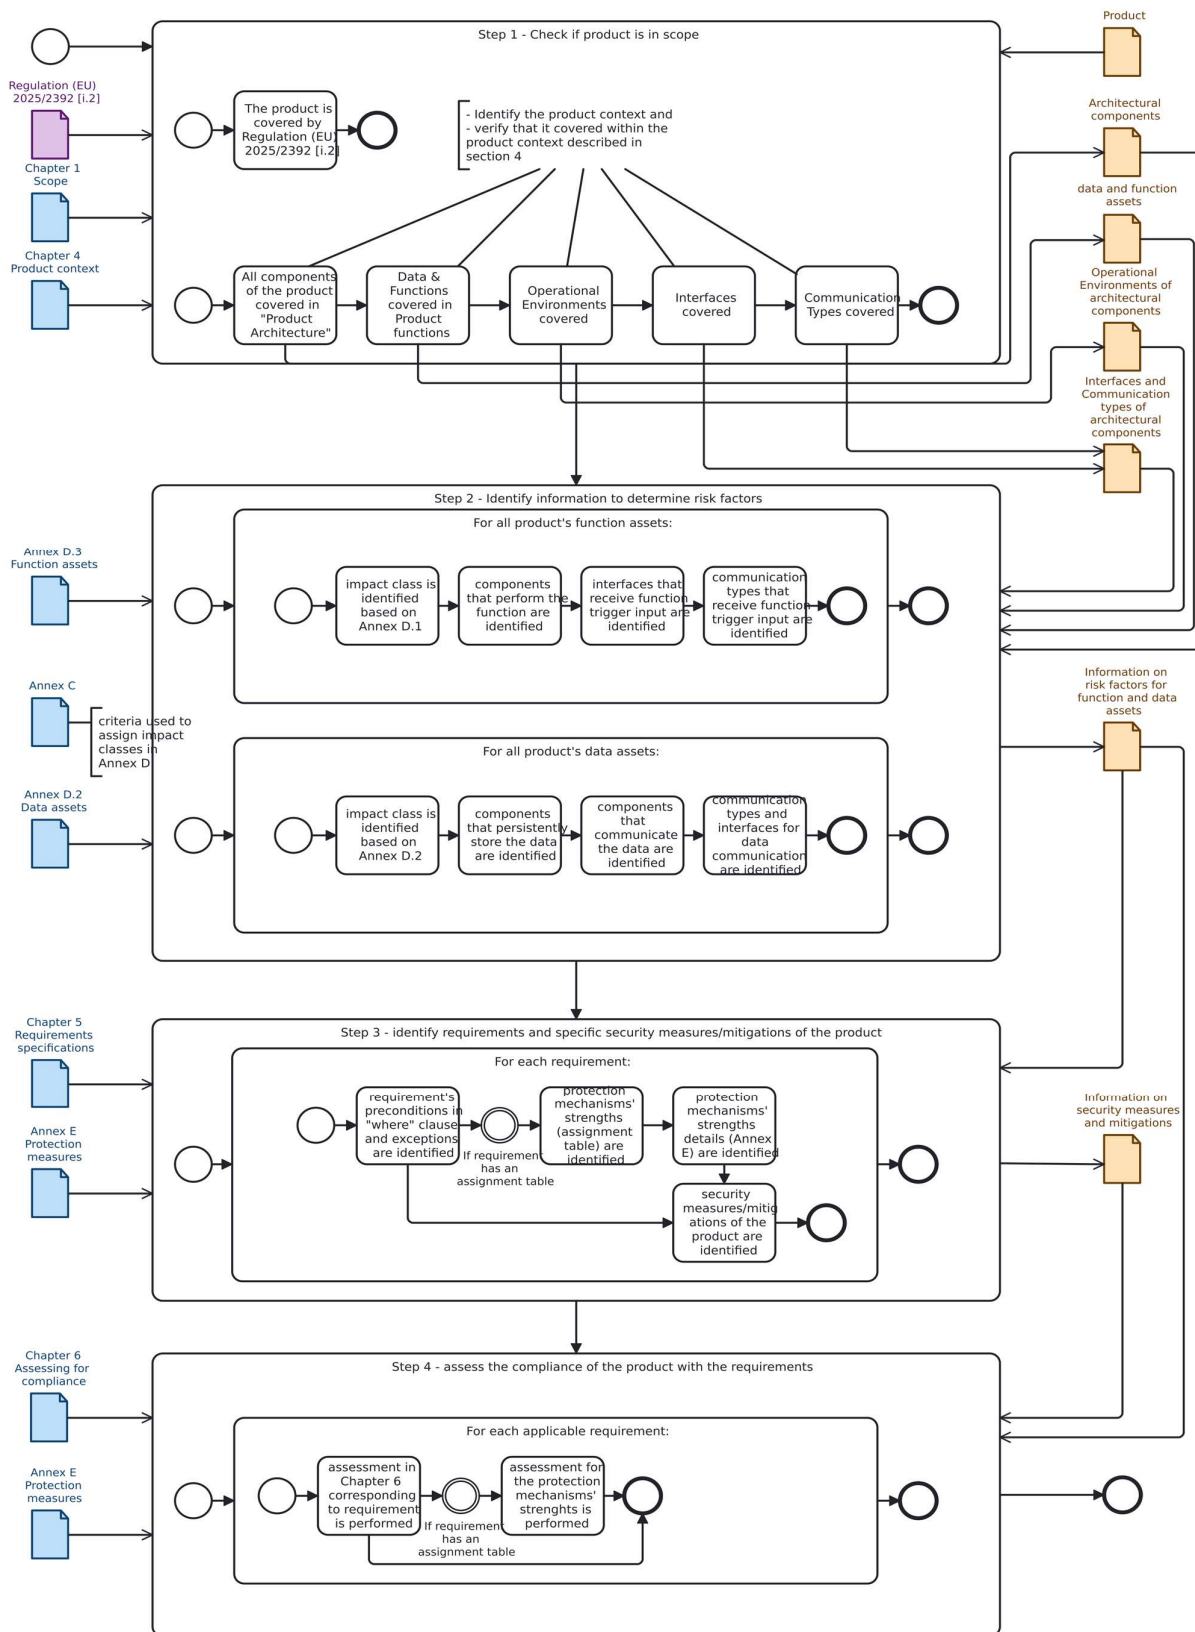 Product
Step 1 - Check if product is in scope
Regulation (EU)
2025/2392 [i.2]
The product is
covered by
Regulation (EU)
2025/2392 [i.2]
- Identify the product context and
- verify that it covered within the
product context described in
section 4
Architectural
components
Chapter 1
Scope
data and function
assets
Chapter 4
Product context
All components
of the product
covered in
"Product
Architecture"
Data &
Functions
covered in
Product
functions
Operational
Environments
covered
Interfaces
covered
Communication
Types covered
Operational
Environments of
architectural
components
Interfaces and
Communication
types of
architectural
components
Step 2 - Identify information to determine risk factors
For all product's function assets:
Annex D.3
Function assets
impact class is
identified
based on
Annex D.1
components
that perform the
function are
identified
interfaces that
receive function
trigger input are
identified
communication
types that
receive function
trigger input are
identified
Annex C
criteria used to
assign impact
classes in
Annex D
Information on
risk factors for
function and data
assets
For all product's data assets:
Annex D.2
Data assets
impact class is
identified
based on
Annex D.2
components
that persistently
store the data
are identified
components
that
communicate
the data are
identified
communication
types and
interfaces for
data
communication
are identified
Step 3 - identify requirements and specific security measures/mitigations of the product
Chapter 5
Requirements
specifications
For each requirement:
requirement's
preconditions in
"where" clause
and exceptions
are identified
If requirement
has an
assignment table
protection
mechanisms'
strengths
(assignment
table) are
identified
protection
mechanisms'
strengths
details (Annex
E) are identified
Annex E
Protection
measures
security
measures/mitig
ations of the
product are
identified
Information on
security measures
and mitigations
Step 4 - assess the compliance of the product with the requirements
Chapter 6
Assessing for
compliance
For each applicable requirement:
Annex E
Protection
measures
assessment in
Chapter 6
corresponding
to requirement
is performed
If requirement
has an
assignment table
assessment for
the protection
mechanisms'
strenghts is
performed